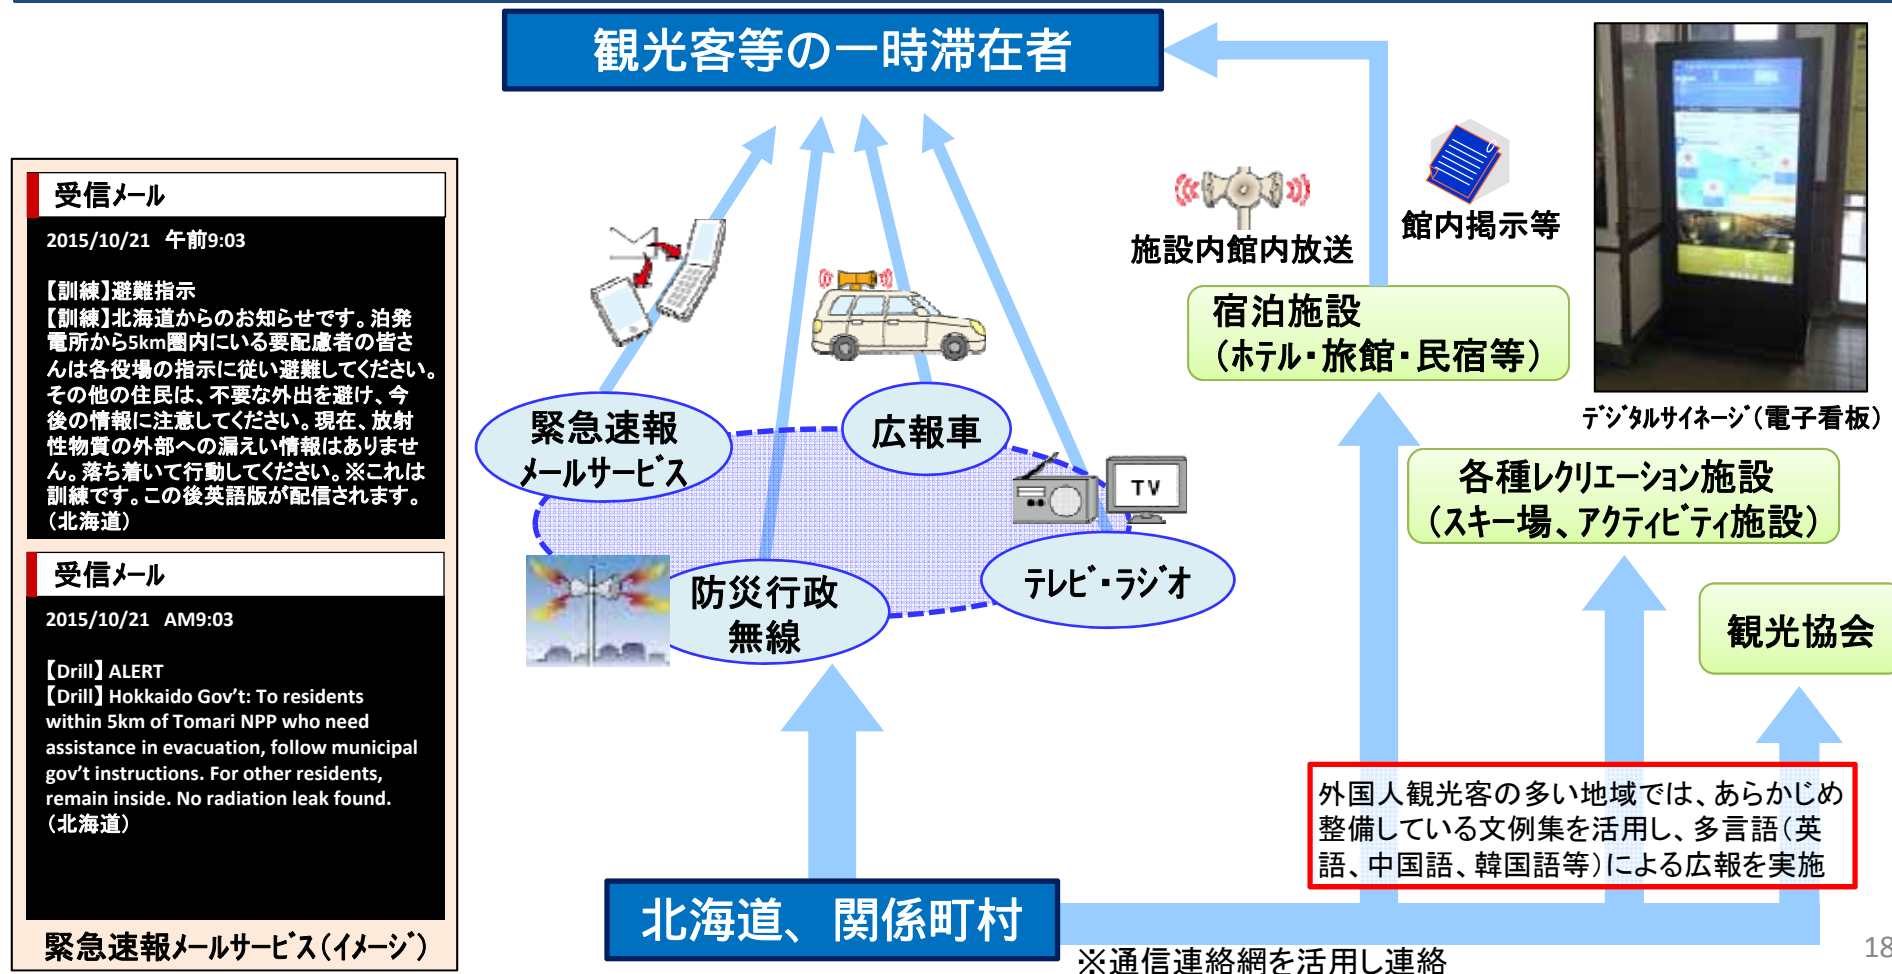 観光客等の一時滞在者
受信メール
2015/10/21 午前9:03
【訓練】避難指示
【訓練】北海道からのお知らせです。泊発
電所から5km圏内にいる要配慮者の皆さ
んは各役場の指示に従い避難してください。
その他の住民は、不要な外出を避け、今
後の情報に注意してください。現在、放射
性物質の外部への漏えい情報はありませ
ん。落ち着いて行動してください。※これは
訓練です。この後英語版が配信されます。
（北海道）
受信メール
2015/10/21 AM9:03
【Drill】 ALERT
【Drill】 Hokkaido Gov't: To residents
within 5km of Tomari NPP who need
assistance in evacuation, follow municipal
gov't instructions. For other residents,
remain inside. No radiation leak found.
（北海道）
緊急速報メールサービス（イメージ）
緊急速報
メールサービス
広報車
TV
防災行政
無線
テレビ・ラジオ
施設内館内放送
館内掲示等
宿泊施設
（ホテル・旅館・民宿等）
デジタルサイネージ（電子看板）
各種レクリエーション施設
（スキー場、アクティビティ施設）
観光協会
外国人観光客の多い地域では、あらかじめ
整備している文例集を活用し、多言語（英
語、中国語、韓国語等）による広報を実施
北海道、関係町村
※通信連絡網を活用し連絡
18